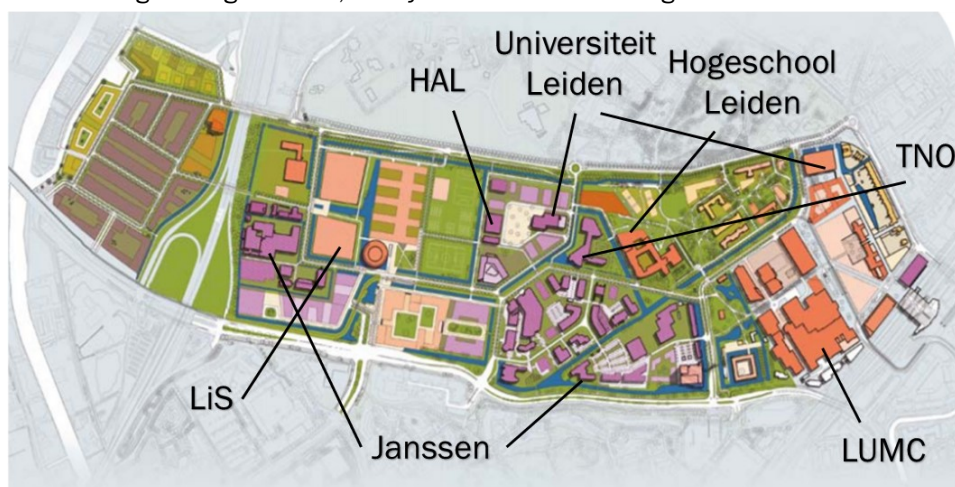 Universiteit
Leiden
HAL
Hogeschool
Leiden
TNO
LiS
Janssen
LUMC